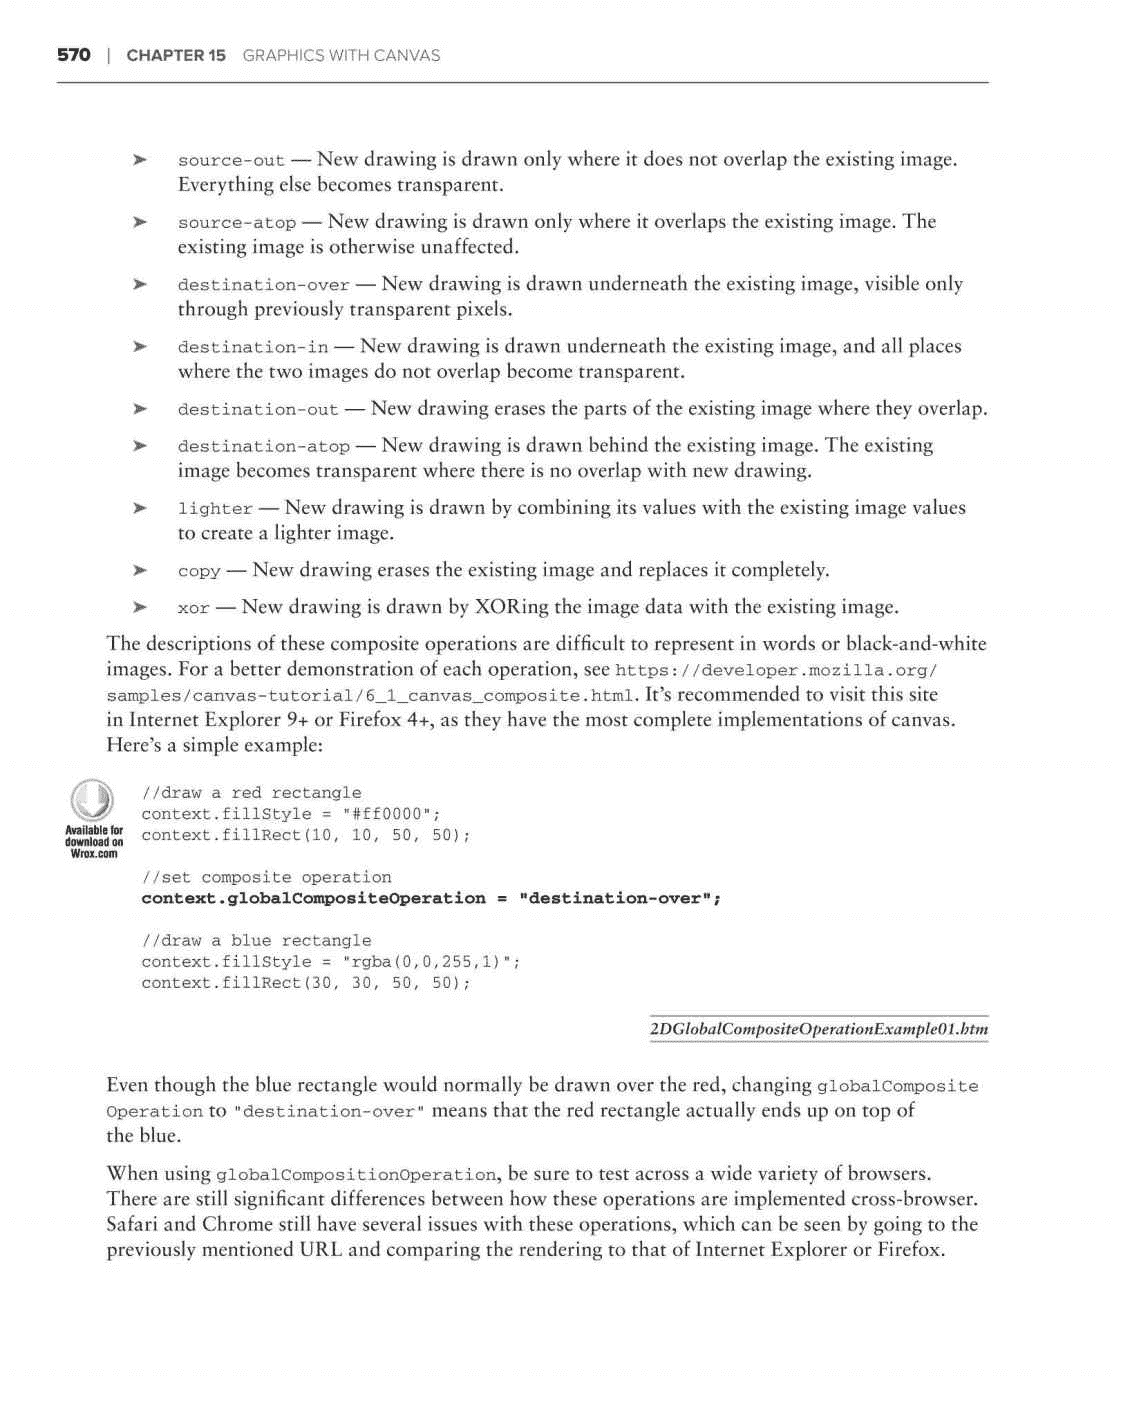 570 | CHAPTER 15 GRAPHICS WITH CANVAS
➤ source-out — New drawing is drawn only where it does not overlap the existing image.
Everything else becomes transparent.
➤ source-atop — New drawing is drawn only where it overlaps the existing image. The
existing image is otherwise unaffected.
➤ destination-over — New drawing is drawn underneath the existing image, visible only
through previously transparent pixels.
➤ destination-in — New drawing is drawn underneath the existing image, and all places
where the two images do not overlap become transparent.
➤ destination-out — New drawing erases the parts of the existing image where they overlap.
➤ destination-atop — New drawing is drawn behind the existing image. The existing
image becomes transparent where there is no overlap with new drawing.
➤ lighter — New drawing is drawn by combining its values with the existing image values
to create a lighter image.
➤ copy — New drawing erases the existing image and replaces it completely.
➤ xor — New drawing is drawn by XORing the image data with the existing image.
The descriptions of these composite operations are difficult to represent in words or black-and-white
images. For a better demonstration of each operation, see https://developer.mozilla.org/
samples/canvas-tutorial/6_1_canvas_composite.html. It's recommended to visit this site
in Internet Explorer 9+ or Firefox 4+, as they have the most complete implementations of canvas.
Here's a simple example:
Available for
download on
Wrox.com
//draw a red rectangle
context.fillStyle = "#ff0000";
context.fillRect(10, 10, 50, 50);
//set composite operation
context.globalCompositeOperation = "destination-over";
//draw a blue rectangle
context.fillStyle = "rgba(0,0,255,1)";
context.fillRect(30, 30, 50, 50);
2DGlobalCompositeOperationExample01.htm
Even though the blue rectangle would normally be drawn over the red, changing globalComposite
Operation to "destination-over" means that the red rectangle actually ends up on top of
the blue.
When using globalCompositionOperation, be sure to test across a wide variety of browsers.
There are still significant differences between how these operations are implemented cross-browser.
Safari and Chrome still have several issues with these operations, which can be seen by going to the
previously mentioned URL and comparing the rendering to that of Internet Explorer or Firefox.